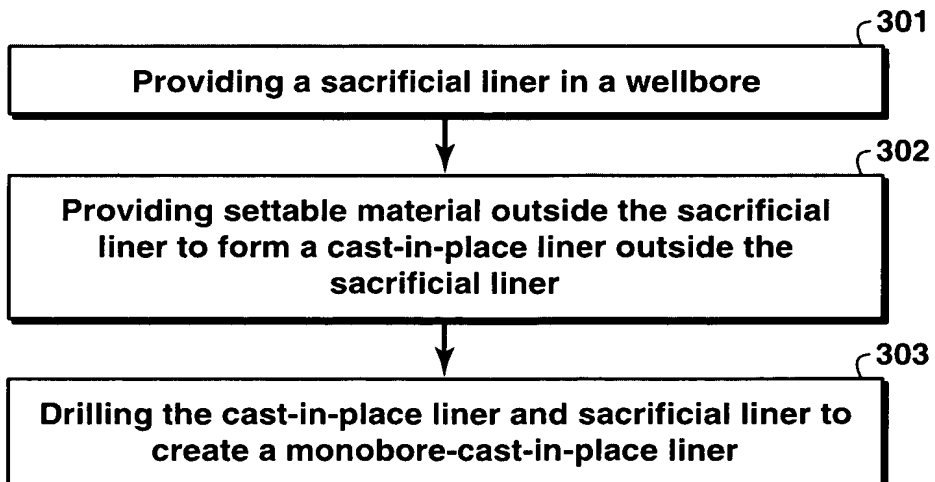 301
Providing a sacrificial liner in a wellbore
302
Providing settable material outside the sacrificial
liner to form a cast-in-place liner outside the
sacrificial liner
303
Drilling the cast-in-place liner and sacrificial liner to
create a monobore-cast-in-place liner